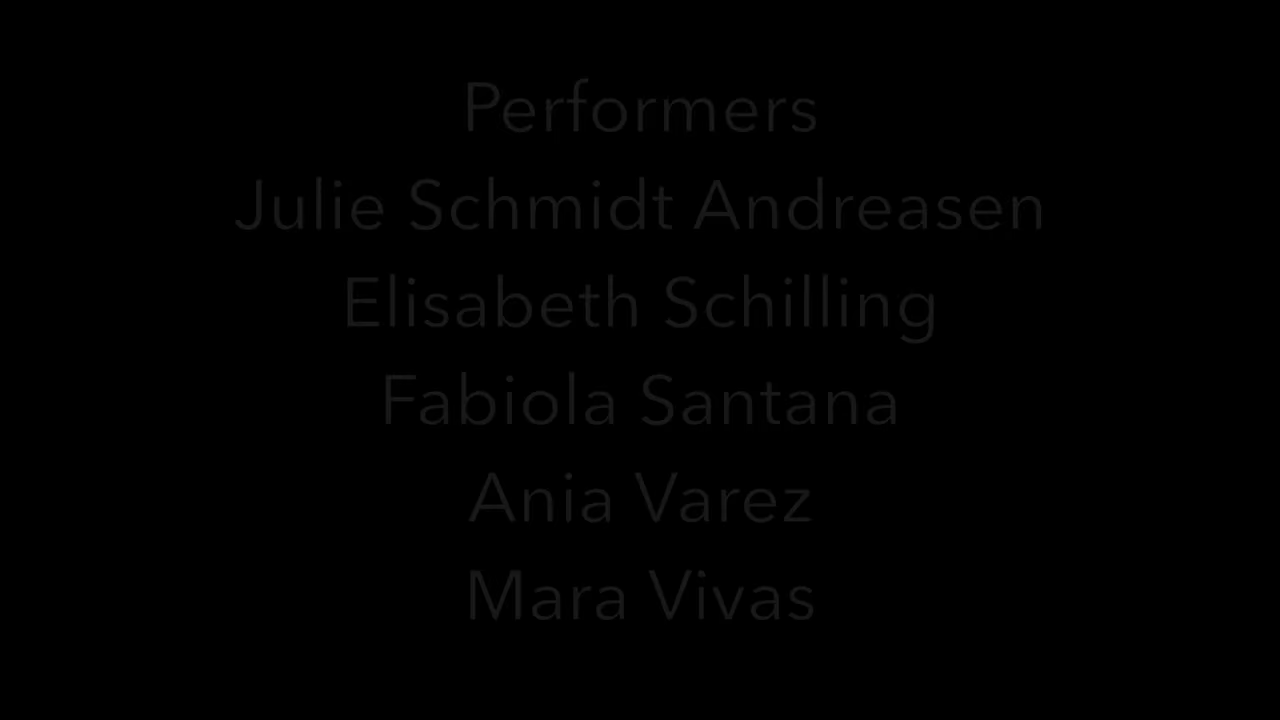 Performers
Julie Schmidt Andreasen
Elisabeth Schilling
Fabiola Santana
Ania Varez
Mara Vivas